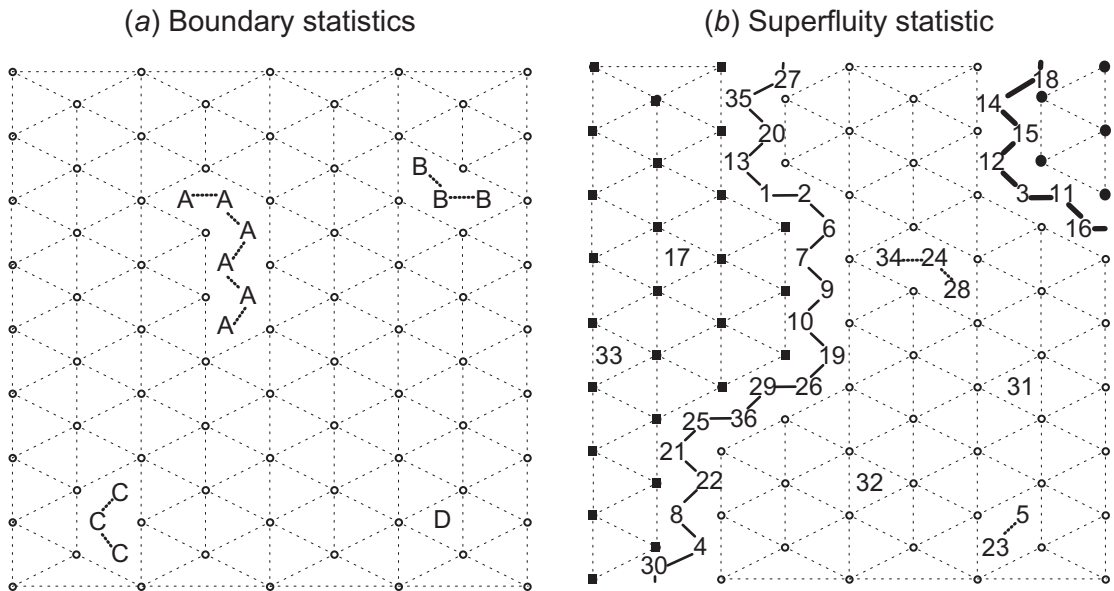 (a) Boundary statistics (b) Superfluity statistic
27
18
35 14
20 15
B 13 12
A A B B 1 2 3 11
A 6 16
A 17 7 34 24
A 9 28
A 10
33 19
29 26 31
25 36
21
C 22 32
C D 8 5
C 4 23
30